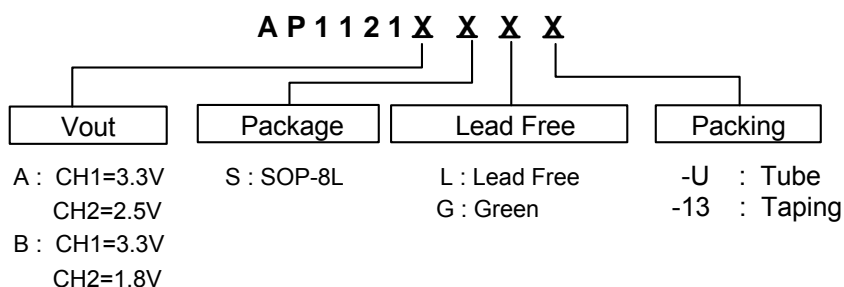 AP1121X X X X
Vout Package Lead Free Packing
A : CH1=3.3V S : SOP-8L L : Lead Free -U : Tube
CH2=2.5V G : Green -13 : Taping
B : CH1=3.3V
CH2=1.8V